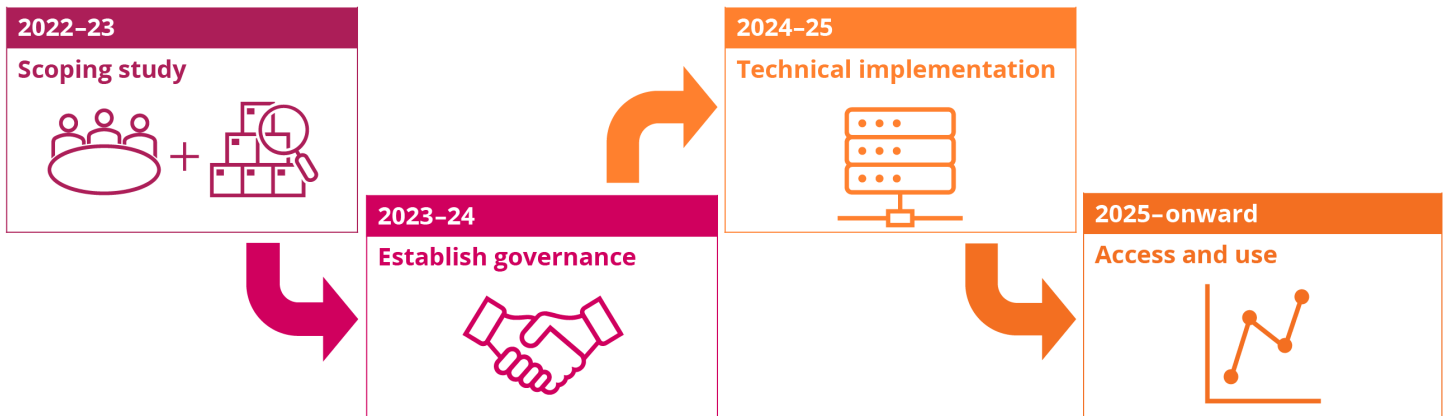 2022–23
Scoping study
2023–24
Establish governance
2024–25
Technical implementation
2025–onward
Access and use